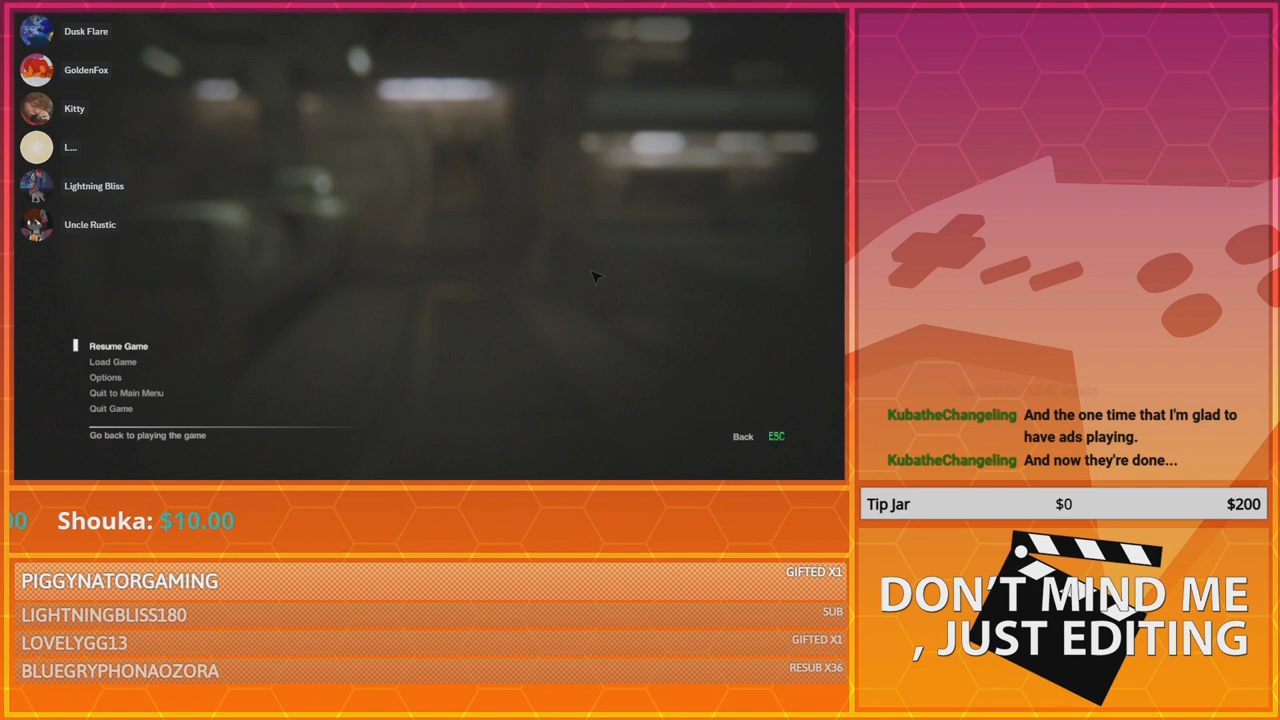 Dusk Flare
GoldenFox
Kitty
L...
Lightning Bliss
Uncle Rustic
Resume Game
Load Game
Options
Quit to Main Menu
Quit Game
Go back to playing the game
Back ESC
KubatheChangeling And the one time that I'm glad to
have ads playing.
KubatheChangeling And now they're done...
Tip Jar $0 $200
00 Shouka: $10.00
PIGGYNATORGAMING GIFTED X1
LIGHTNINGBLISS180 SUB
LOVELYGG13 GIFTED X1
BLUEGRYPHONAOZORA RESUB X36
DON'T MIND ME
, JUST EDITING